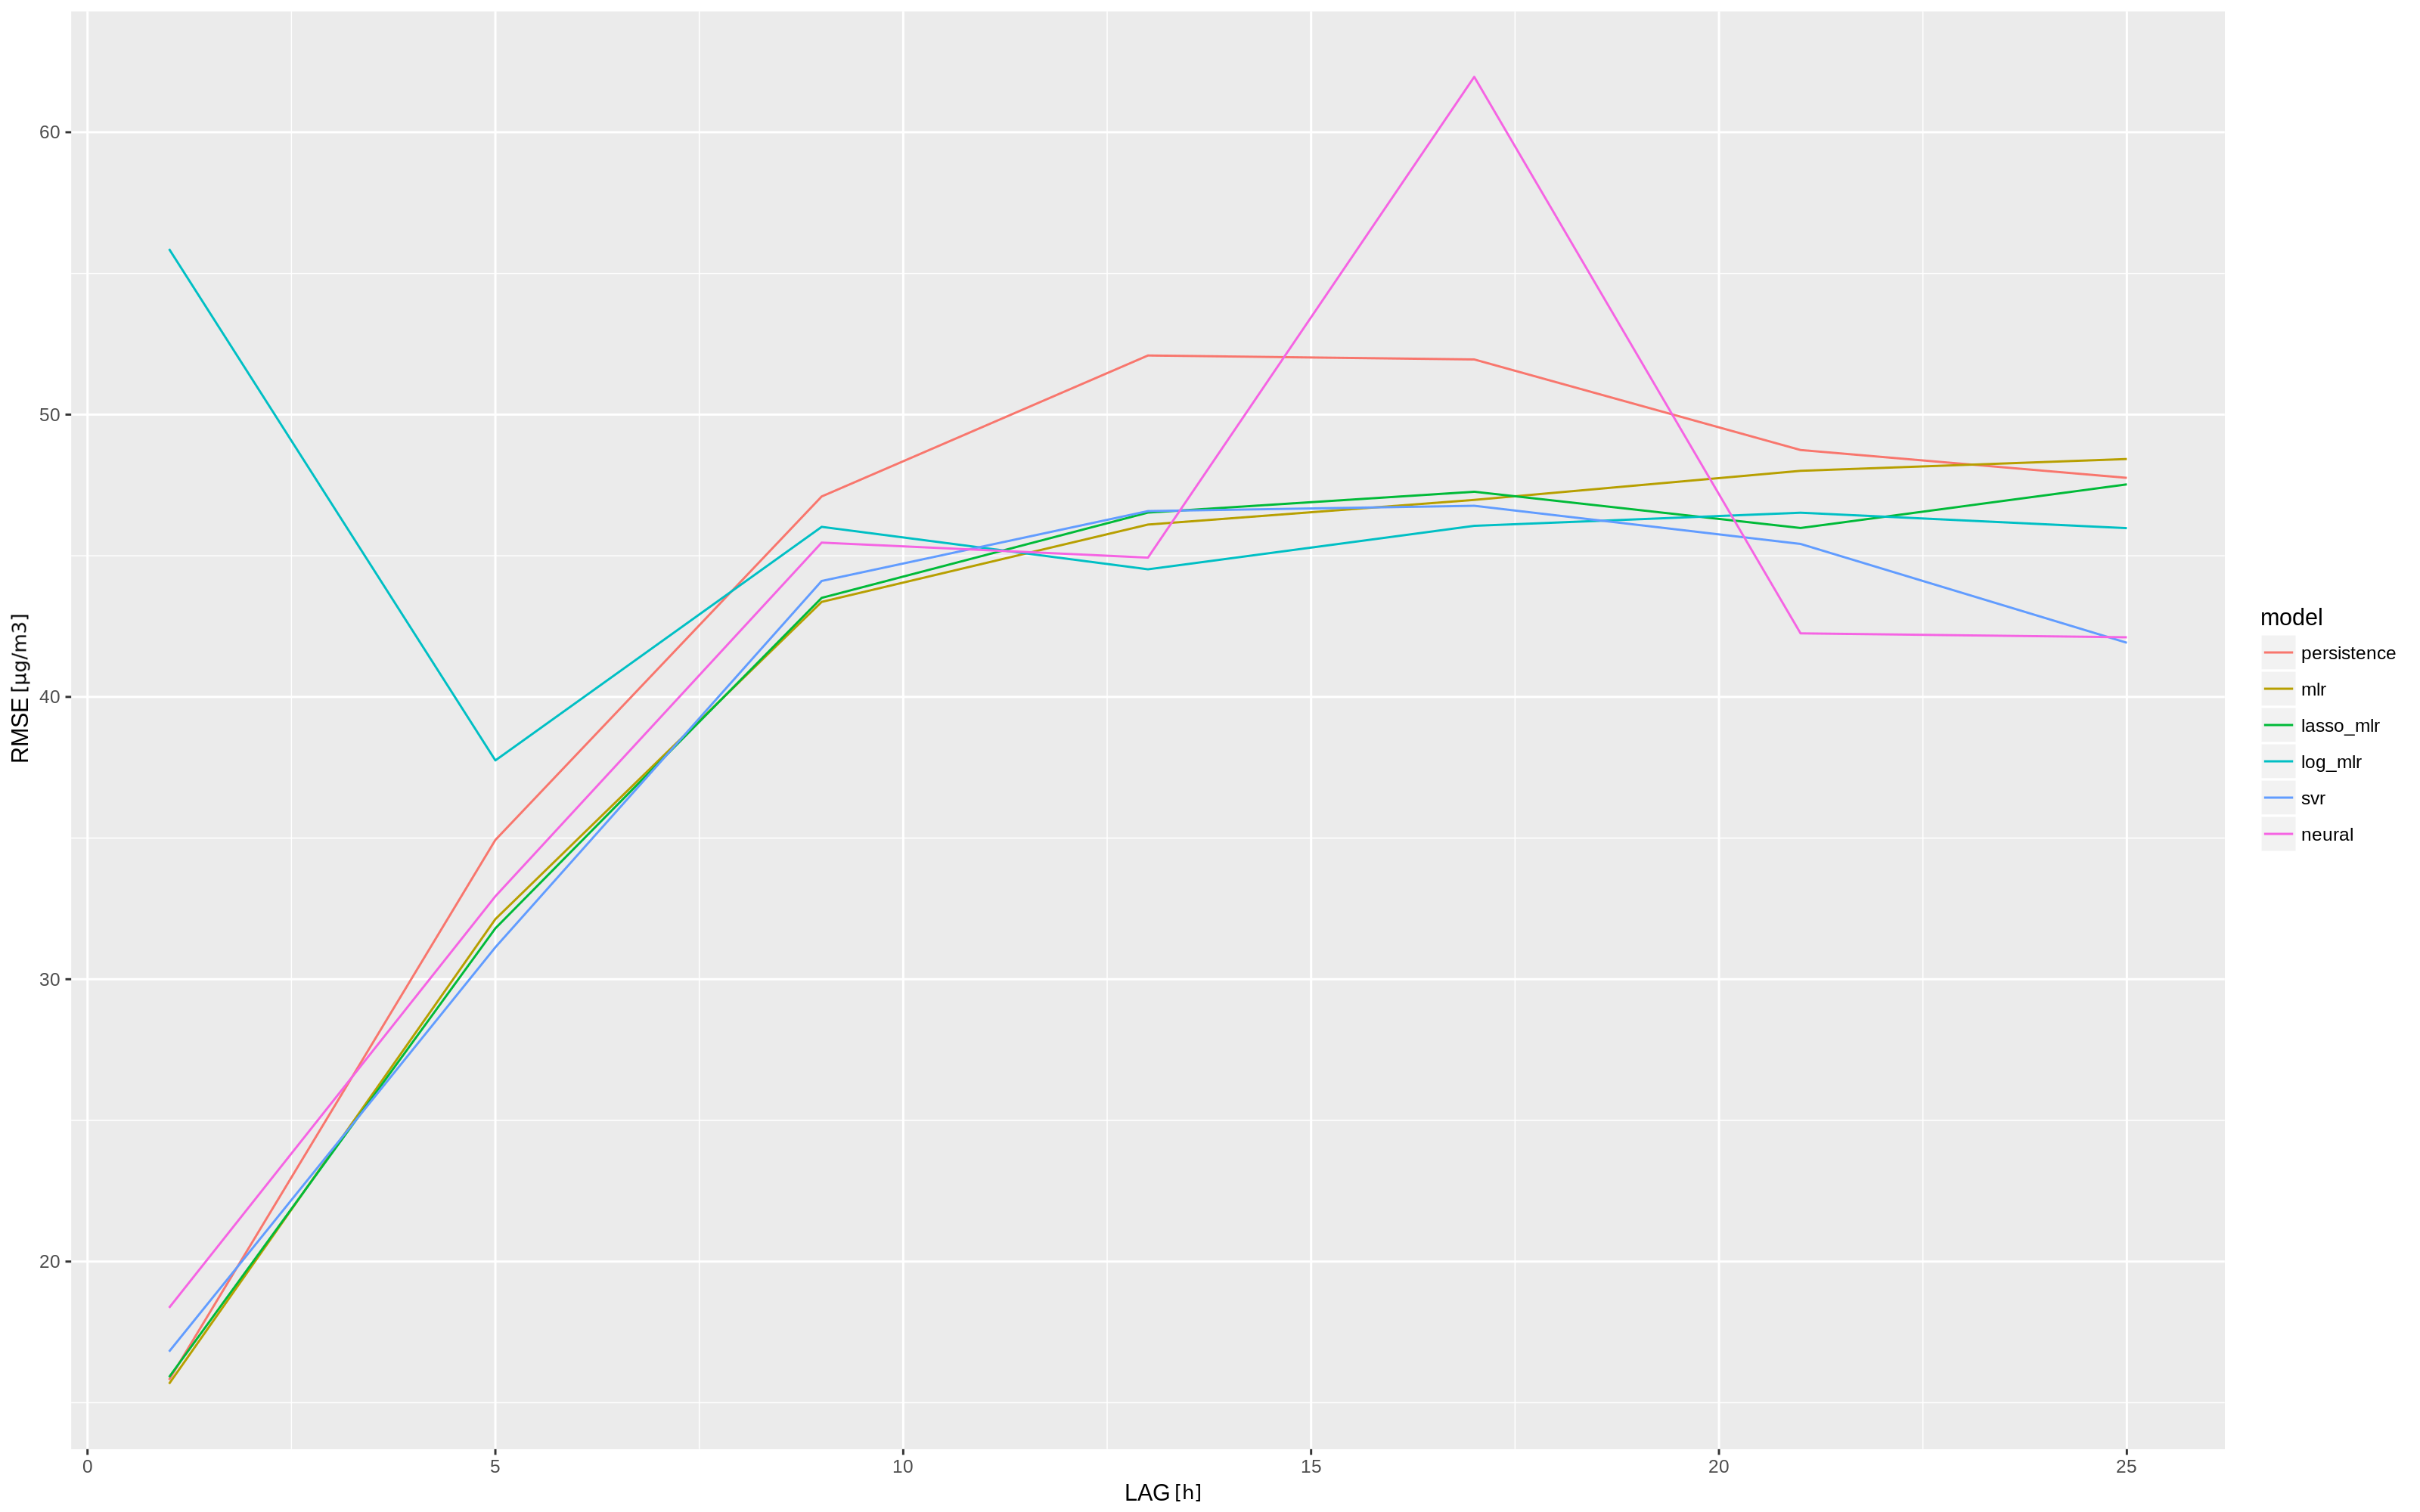 RMSE [µg/m3]
60
50
40
30
20
0
5
10
15
20
25
LAG [h]
model
persistence
mlr
lasso_mlr
log_mlr
svr
neural